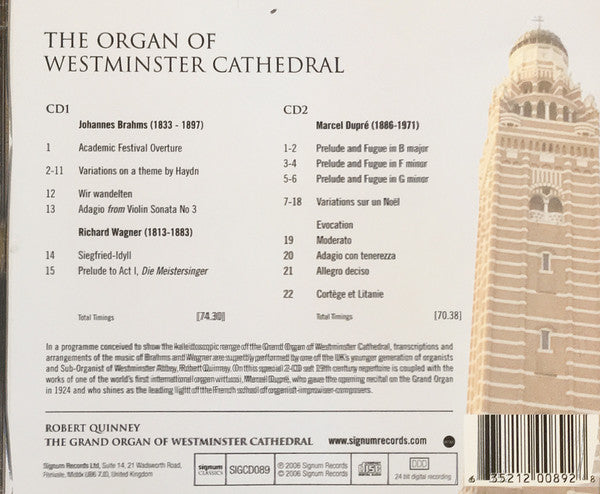 THE ORGAN OF
WESTMINSTER CATHEDRAL
CD1
Johannes Brahms (1833 - 1897)
1 Academic Festival Overture
2-11 Variations on a theme by Haydn
12 Wir wandelten
13 Adagio from Violin Sonata No 3
Richard Wagner (1813-1883)
14 Siegfried-Idyll
15 Prelude to Act I, Die Meistersinger
Total Timings [74.30]
CD2
Marcel Dupré (1886-1971)
1-2 Prelude and Fugue in B major
3-4 Prelude and Fugue in F minor
5-6 Prelude and Fugue in G minor
7-18 Variations sur un Noël
Evocation
19 Moderato
20 Adagio con tenerezza
21 Allegro deciso
22 Cortège et Litanie
Total Timings [70.38]
In a programme conceived to show the kaleidoscopic range off the Grand Organ of Westminster Cathedral, transcriptions and
arrangements of the music of Brahms and Wagner are superbly performed by one of the UK's younger generation of organists
and Sub-Organist of Westminster Abbey, Robert Quinney. On this special 2-CD set 19th century repertoire is coupled with the
works of one of the world's first international organ virtuosi, Marcel Dupré, who gave the opening recital on the Grand Organ
in 1924 and who shines as the leading light of the French school of organist-improviser-composers.
ROBERT QUINNEY
THE GRAND ORGAN OF WESTMINSTER CATHEDRAL
www.signumrecords.com
Signum Records Ltd, Suite 14, 21 Wadsworth Road,
Perivale, Middx UB6 7JD, United Kingdom
signum
CLASSICS
SIGCD089
℗ 2006 Signum Records
© 2006 Signum Records
COMPACT
disc
DIGITAL AUDIO
DDD
24 bit digital recording
6 35212 00892 8